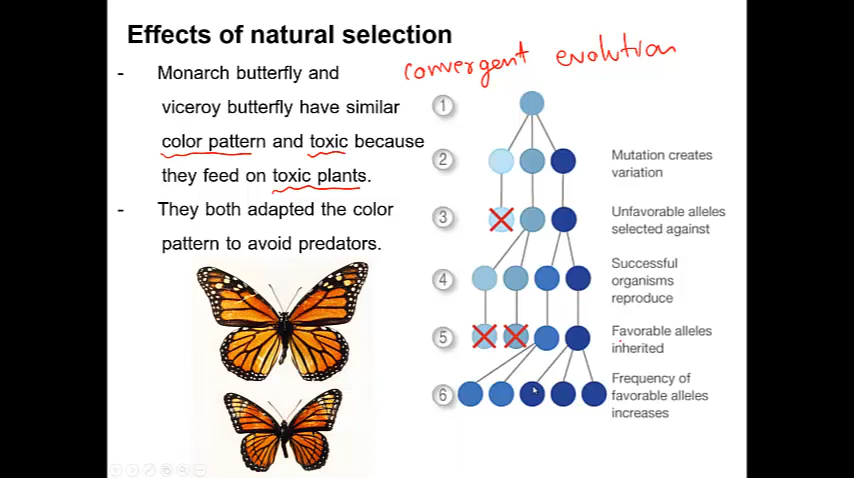 Effects of natural selection
convergent evolution
- Monarch butterfly and
viceroy butterfly have similar
color pattern and toxic because
they feed on toxic plants.
- They both adapted the color
pattern to avoid predators.
1
2
Mutation creates
variation
3
Unfavorable alleles
selected against
4
Successful
organisms
reproduce
5
Favorable alleles
inherited
6
Frequency of
favorable alleles
increases